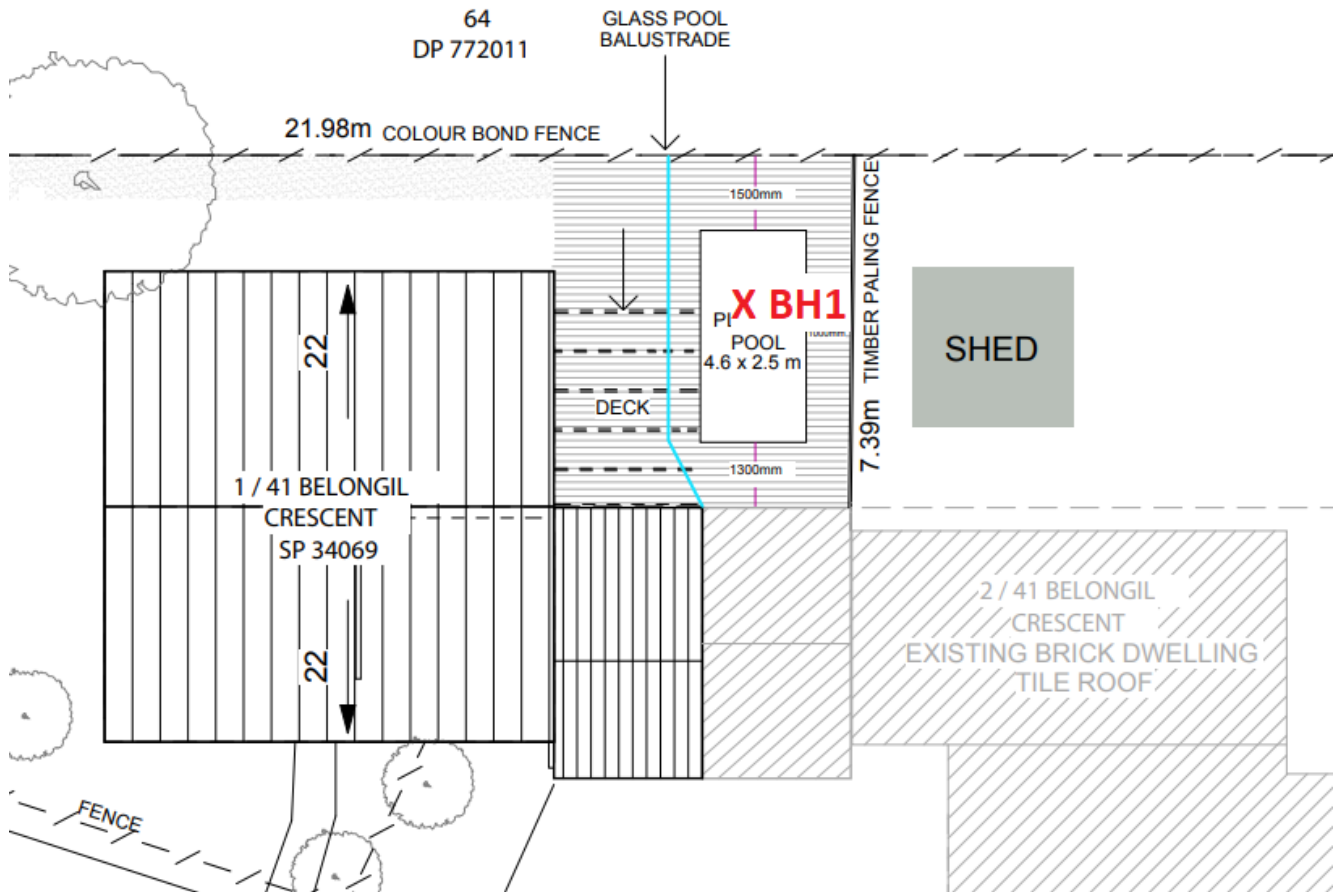 64
DP 772011
GLASS POOL
BALUSTRADE
21.98m COLOUR BOND FENCE
1500mm
TIMBER PALING FENCE
7.39m
X BH1
POOL
4.6 x 2.5 m
1000mm
SHED
DECK
1300mm
22
22
1 / 41 BELONGIL
CRESCENT
SP 34069
2 / 41 BELONGIL
CRESCENT
EXISTING BRICK DWELLING
TILE ROOF
FENCE